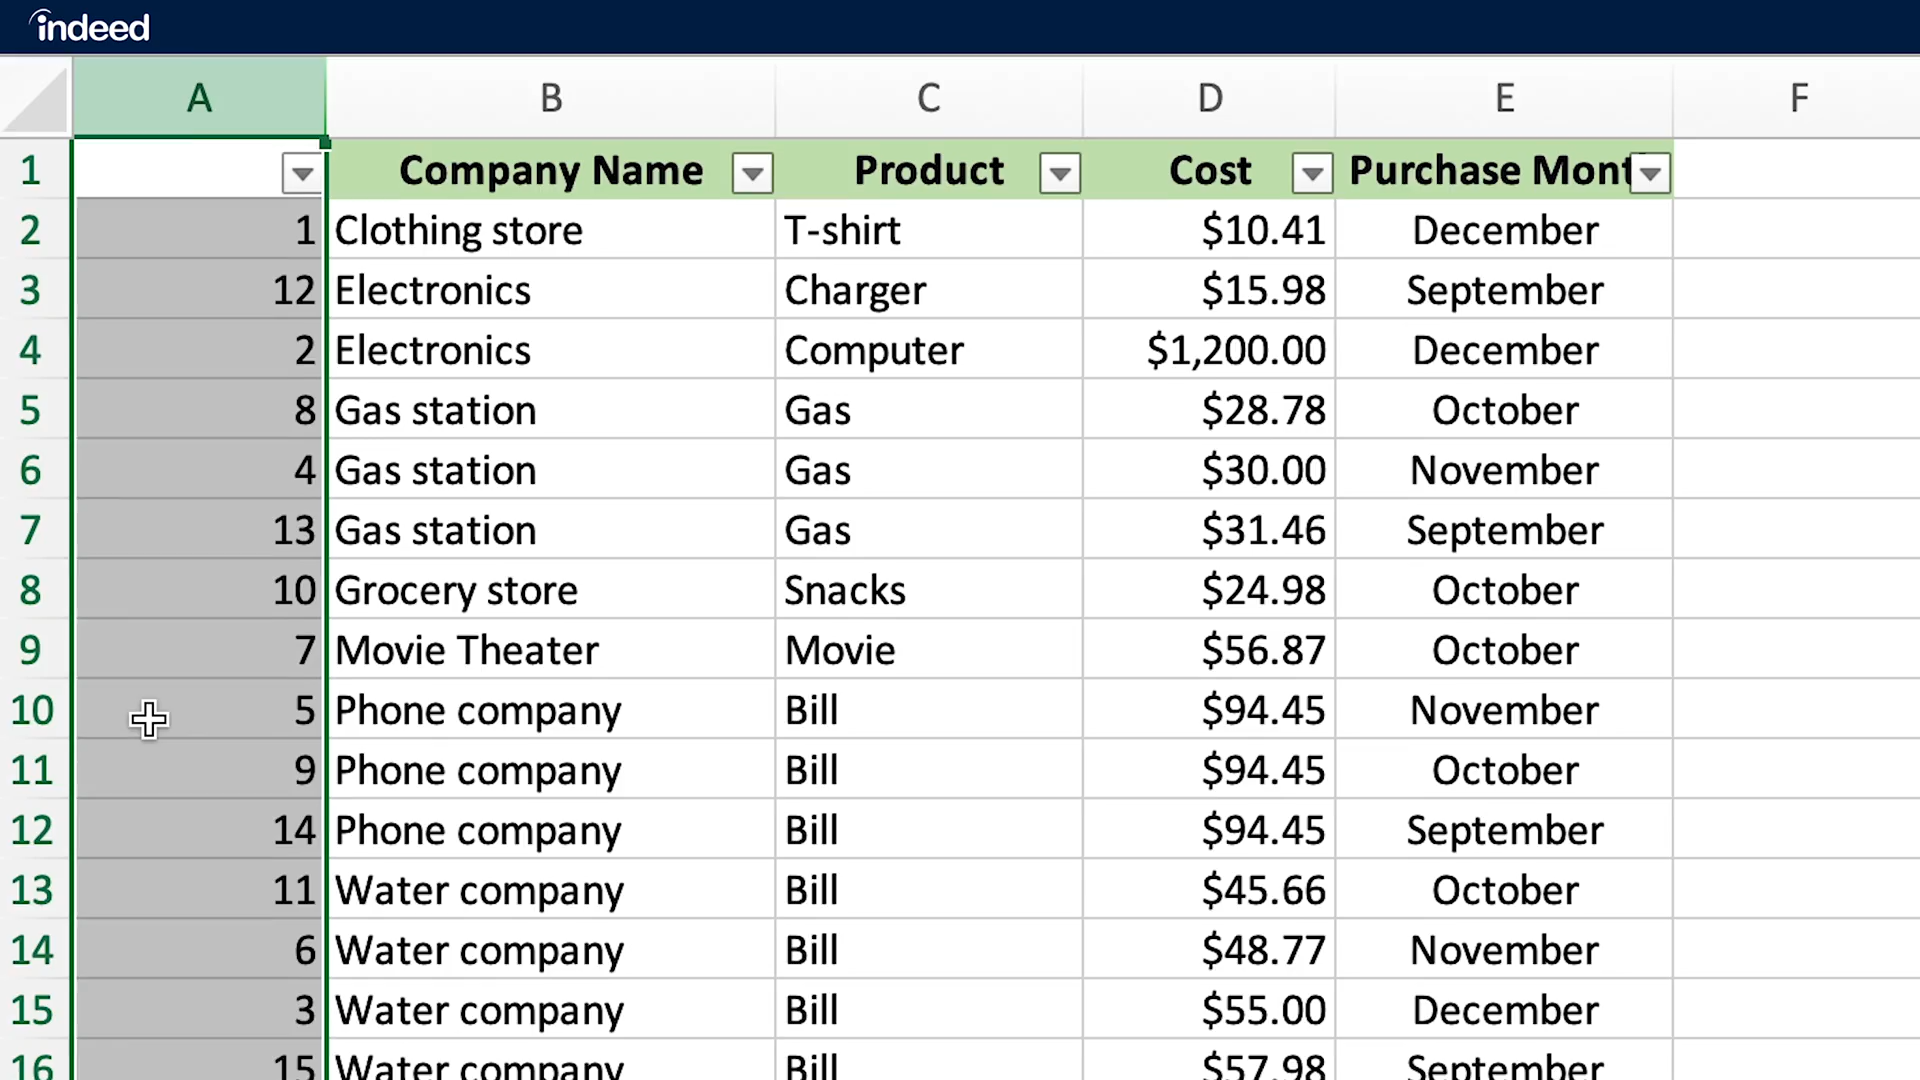 indeed
A B C D E F
1 Company Name Product Cost Purchase Mont
2 1 Clothing store T-shirt $10.41 December
3 12 Electronics Charger $15.98 September
4 2 Electronics Computer $1,200.00 December
5 8 Gas station Gas $28.78 October
6 4 Gas station Gas $30.00 November
7 13 Gas station Gas $31.46 September
8 10 Grocery store Snacks $24.98 October
9 7 Movie Theater Movie $56.87 October
10 5 Phone company Bill $94.45 November
11 9 Phone company Bill $94.45 October
12 14 Phone company Bill $94.45 September
13 11 Water company Bill $45.66 October
14 6 Water company Bill $48.77 November
15 3 Water company Bill $55.00 December
16 15 Water company Bill $57.98 September